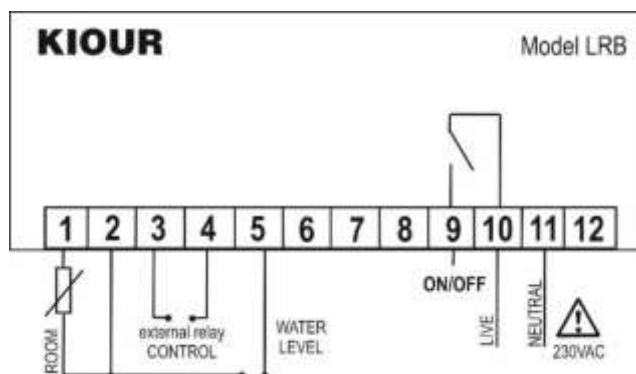 KIOUR
Model LRB
1 2 3 4 5 6 7 8 9 10 11 12
ROOM
external relay
CONTROL
WATER
LEVEL
ON/OFF
LIVE
NEUTRAL
230VAC